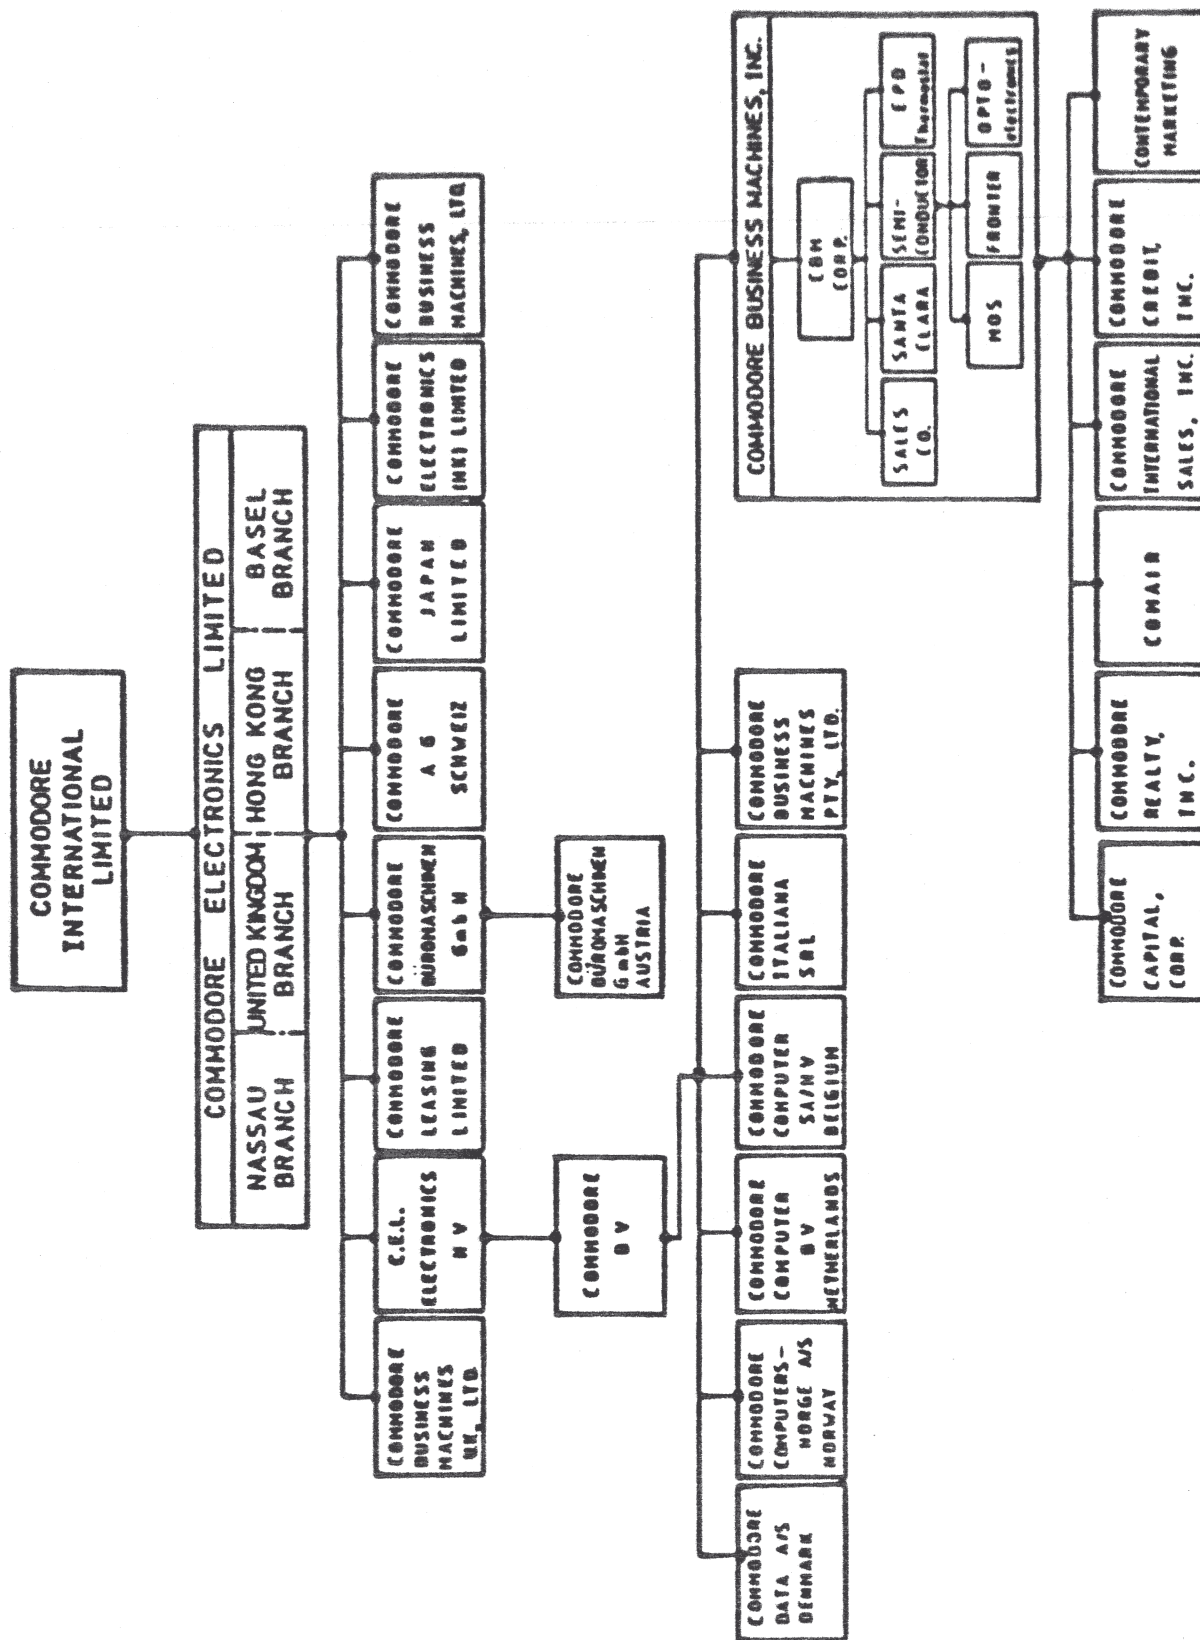 COMMODORE
INTERNATIONAL
LIMITED
COMMODORE ELECTRONICS LIMITED
NASSAU
BRANCH
UNITED KINGDOM
BRANCH
HONG KONG
BRANCH
BASEL
BRANCH
COMMODORE
BUSINESS
MACHINES
UK, LTD
C.E.L.
ELECTRONICS
N V
COMMODORE
LEASING
LIMITED
COMMODORE
BÜROMASCHINEN
GmbH
COMMODORE
A G
SCHWEIZ
COMMODORE
JAPAN
LIMITED
COMMODORE
ELECTRONICS
(HK) LIMITED
COMMODORE
BUSINESS
MACHINES, LTD.
COMMODORE
B V
COMMODORE
BÜROMASCHINEN
GmbH
AUSTRIA
COMMODORE
DATA A/S
DENMARK
COMMODORE
COMPUTERS-
NORGE A/S
NORWAY
COMMODORE
COMPUTER
B V
NETHERLANDS
COMMODORE
COMPUTER
SA/NV
BELGIUM
COMMODORE
ITALIANA
SRL
COMMODORE
BUSINESS
MACHINES
PTY, LTD.
COMMODORE BUSINESS MACHINES, INC.
CBM
CORP.
SALES
CO.
SANTA
CLARA
SEMI-
CONDUCTOR
EPD
Thermostat
MOS
FRONTIER
OPTO-
electronics
COMMODORE
CAPITAL,
CORP.
COMMODORE
REALTY,
INC.
COMAIR
COMMODORE
INTERNATIONAL
SALES, INC.
COMMODORE
CREDIT,
INC.
CONTEMPORARY
MARKETING